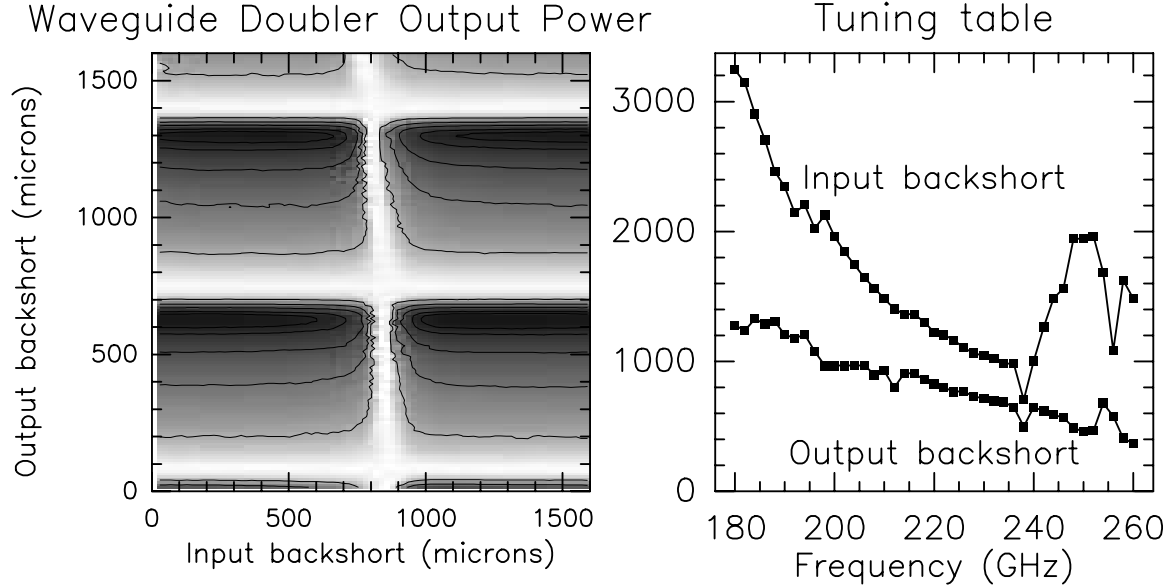 Waveguide Doubler Output Power
Output backshort (microns)
1500
1000
500
0
0 500 1000 1500
Input backshort (microns)
Tuning table
3000
2000
1000
0
Input backshort
Output backshort
180 200 220 240 260
Frequency (GHz)